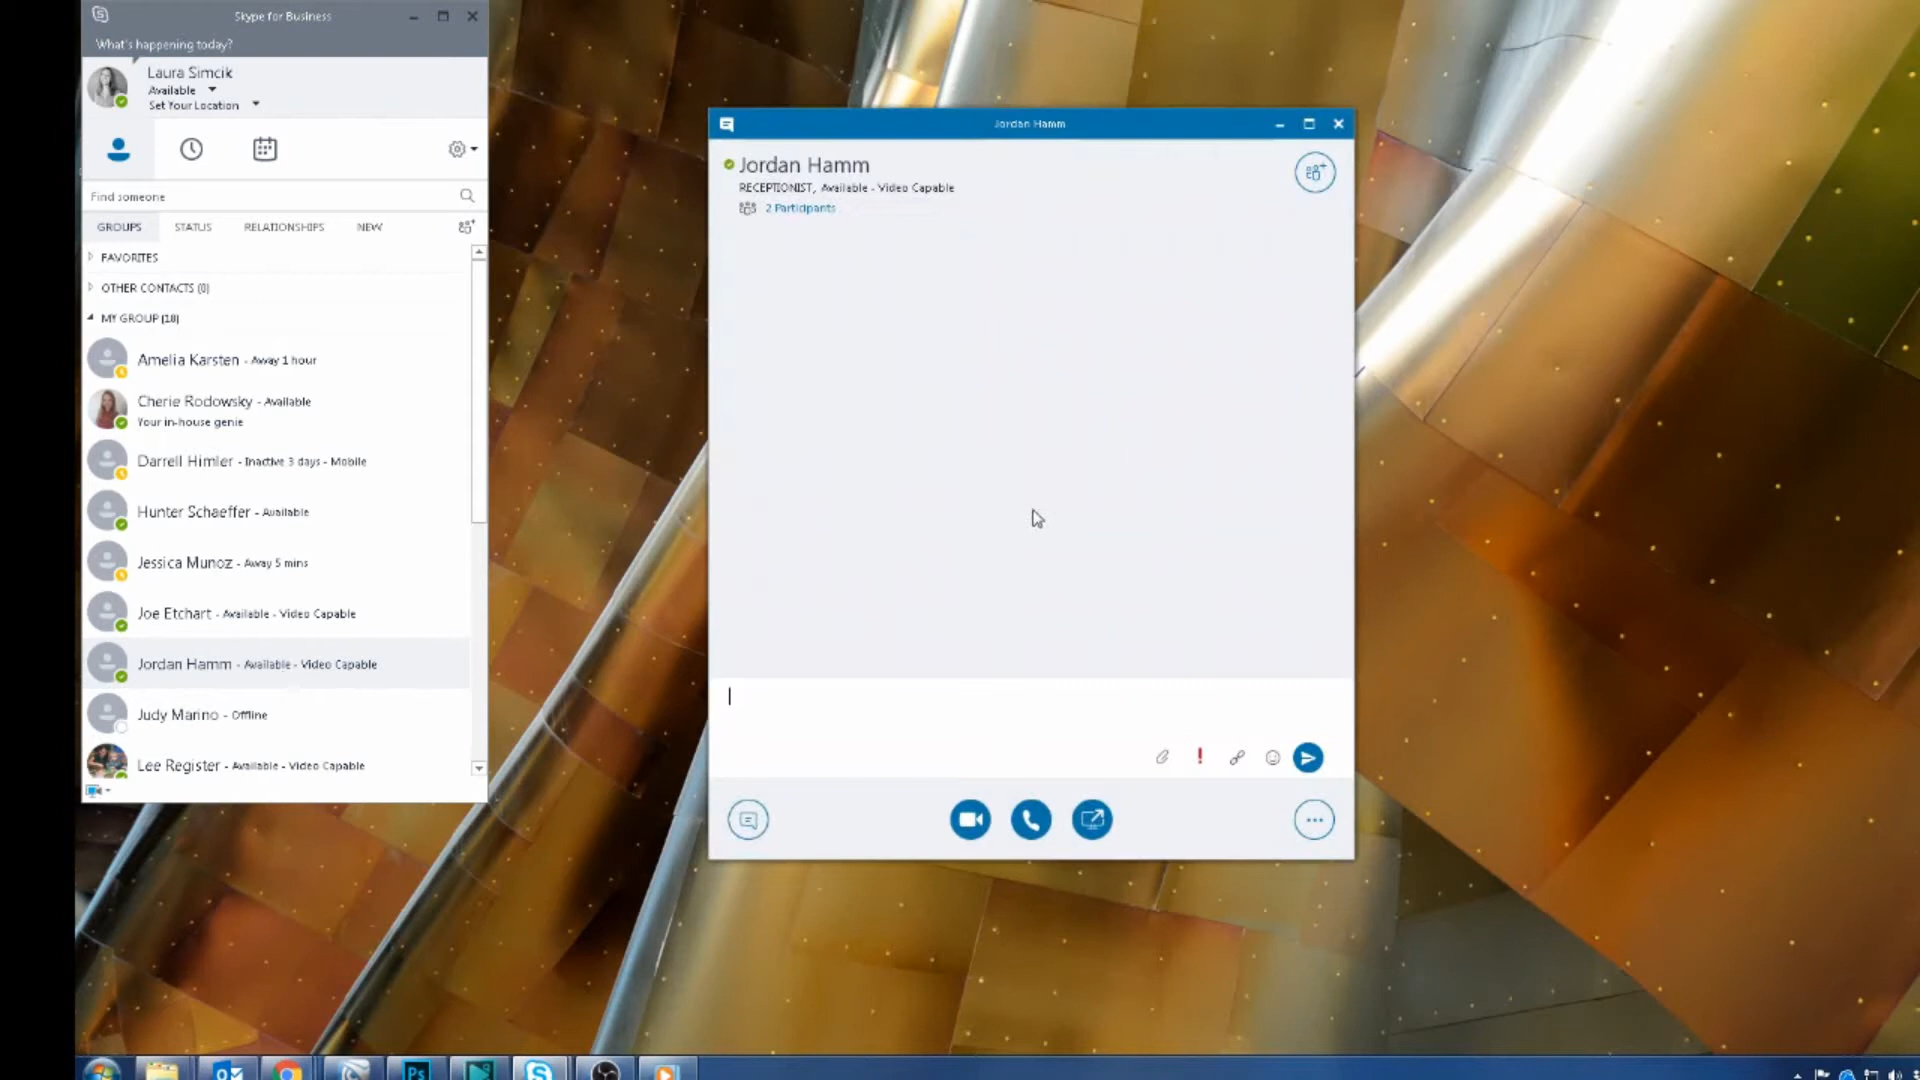 Skype for Business
What's happening today?
Laura Simcik
Available
Set Your Location
Find someone
GROUPS
STATUS
RELATIONSHIPS
NEW
FAVORITES
OTHER CONTACTS (0)
MY GROUP (18)
Amelia Karsten - Away 1 hour
Cherie Rodowsky - Available
Your in-house genie
Darrell Himler - Inactive 3 days - Mobile
Hunter Schaeffer - Available
Jessica Munoz - Away 5 mins
Joe Etchart - Available - Video Capable
Jordan Hamm - Available - Video Capable
Judy Marino - Offline
Lee Register - Available - Video Capable
Jordan Hamm
Jordan Hamm
RECEPTIONIST, Available - Video Capable
2 Participants
Ps